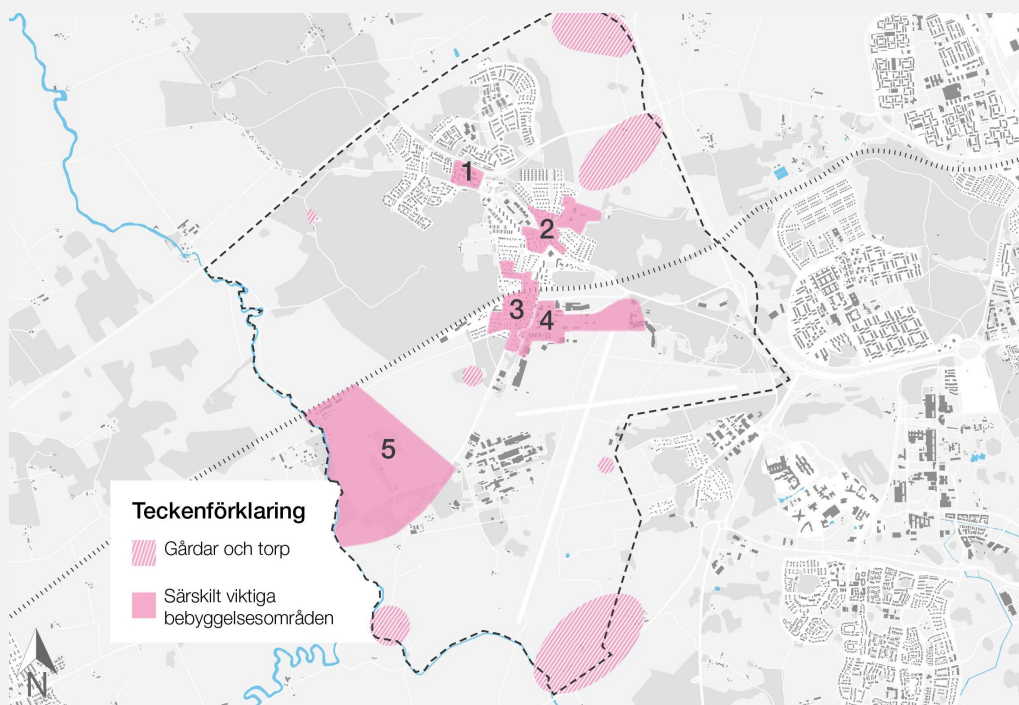 1
2
3
4
5
Teckenförklaring
Gårdar och torp
Särskilt viktiga
bebyggelsesområden
N